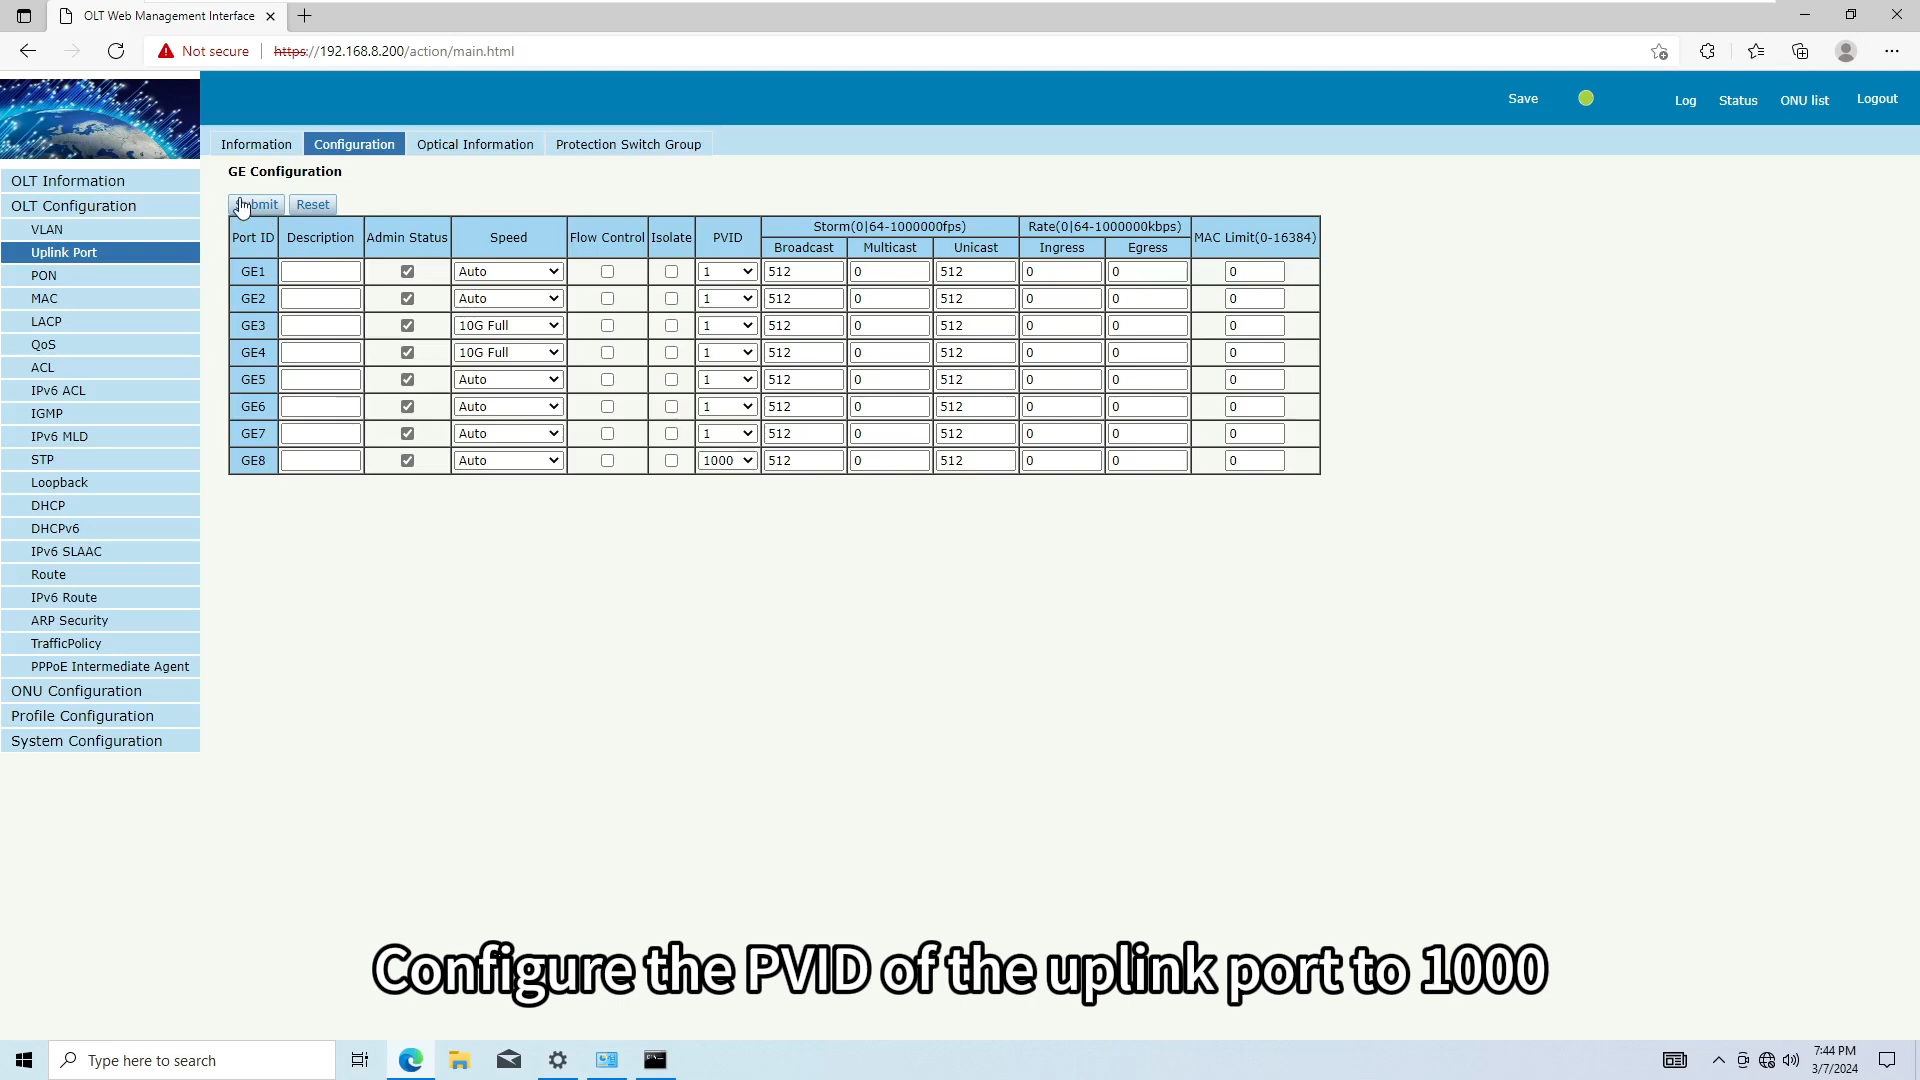 OLT Web Management Interface
Not secure
https://192.168.8.200/action/main.html
Save
Log
Status
ONU list
Logout
Information
Configuration
Optical Information
Protection Switch Group
OLT Information
OLT Configuration
VLAN
Uplink Port
PON
MAC
LACP
QoS
ACL
IPv6 ACL
IGMP
IPv6 MLD
STP
Loopback
DHCP
DHCPv6
IPv6 SLAAC
Route
IPv6 Route
ARP Security
TrafficPolicy
PPPoE Intermediate Agent
ONU Configuration
Profile Configuration
System Configuration
GE Configuration
Reset
Port ID Description Admin Status Speed Flow Control Isolate PVID Storm(0|64-1000000fps) Rate(0|64-1000000kbps) MAC Limit(0-16384)
Broadcast Multicast Unicast Ingress Egress
GE1 Auto 1 512 0 512 0 0 0
GE2 Auto 1 512 0 512 0 0 0
GE3 10G Full 1 512 0 512 0 0 0
GE4 10G Full 1 512 0 512 0 0 0
GE5 Auto 1 512 0 512 0 0 0
GE6 Auto 1 512 0 512 0 0 0
GE7 Auto 1 512 0 512 0 0 0
GE8 Auto 1000 512 0 512 0 0 0
Configure the PVID of the uplink port to 1000
Type here to search
7:44 PM
3/7/2024